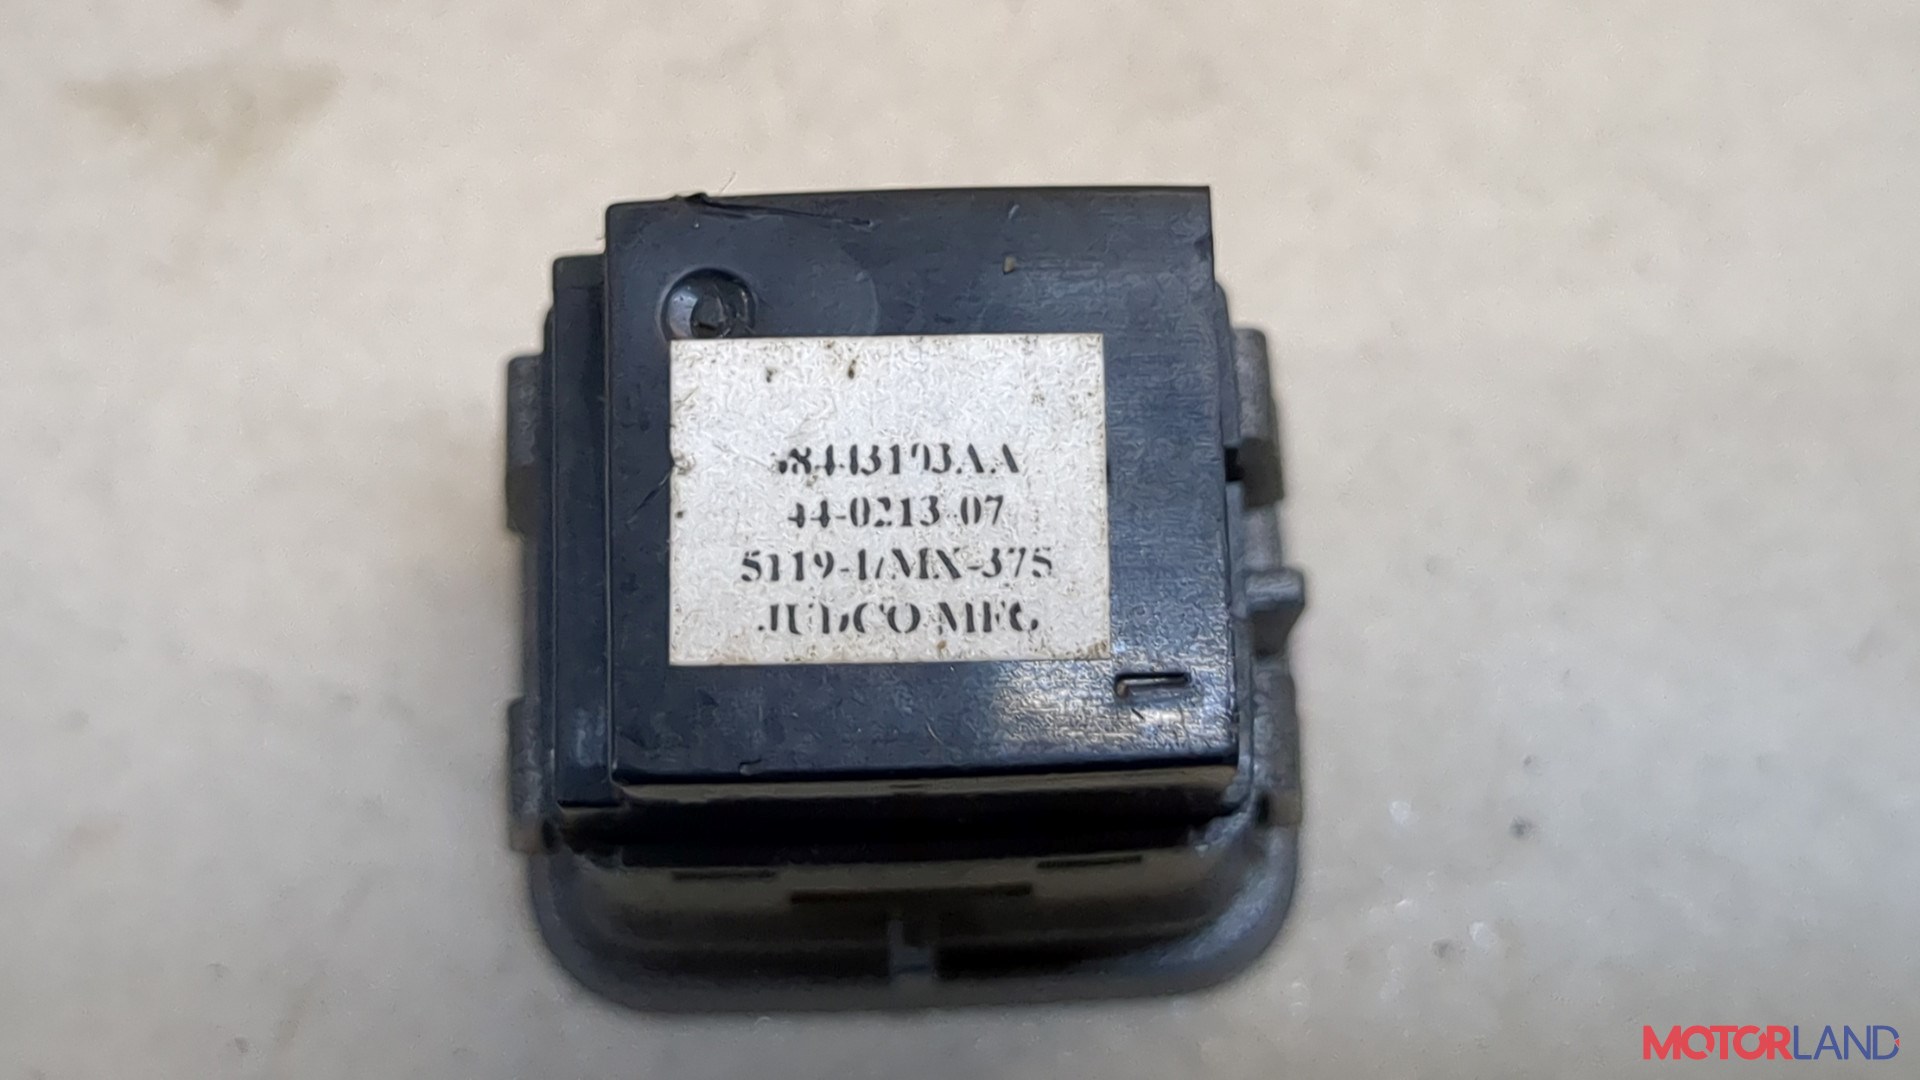 44-0213-07
5119-1/MX-375
JUDCO MFG.
MOTORLAND